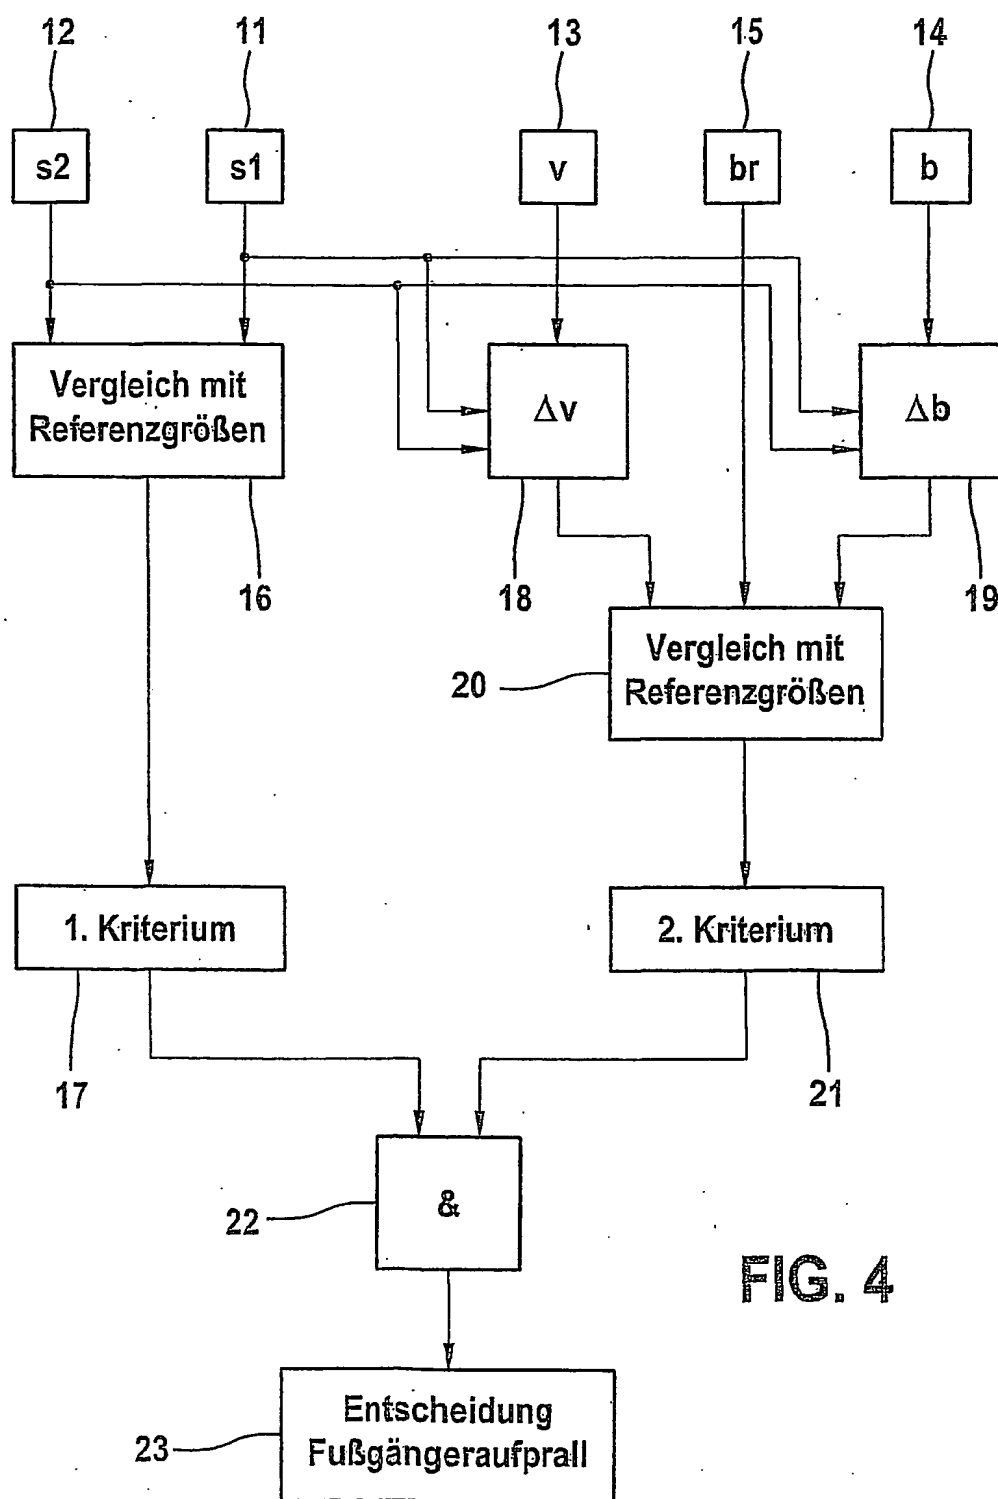 12
11
13
15
14
s2
s1
v
br
b
Vergleich mit
Referenzgrößen
Δv
Δb
16
18
19
Vergleich mit
Referenzgrößen
20
1. Kriterium
2. Kriterium
17
21
&
22
FIG. 4
Entscheidung
Fußgängeraufprall
23